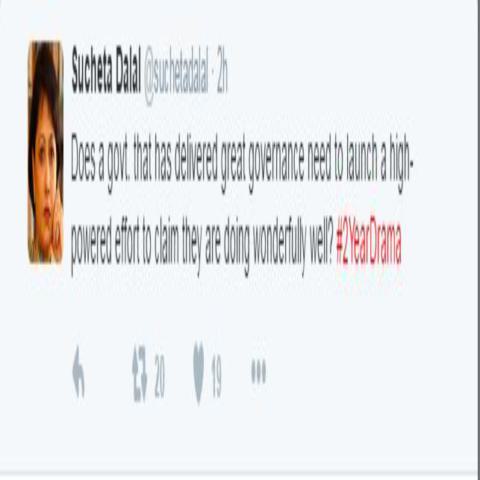 Sucheta Dalal @suchetadalal · 2h
Does a govt. that has delivered great governance need to launch a high-
powered effort to claim they are doing wonderfully well? #2YearDrama
20 19